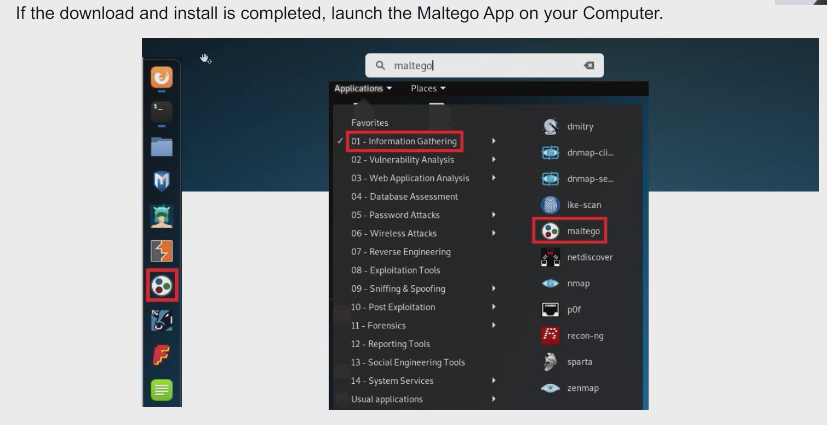 If the download and install is completed, launch the Maltego App on your Computer.
maltego
Applications Places
Favorites
01 - Information Gathering
02 - Vulnerability Analysis
03 - Web Application Analysis
04 - Database Assessment
05 - Password Attacks
06 - Wireless Attacks
07 - Reverse Engineering
08 - Exploitation Tools
09 - Sniffing & Spoofing
10 - Post Exploitation
11 - Forensics
12 - Reporting Tools
13 - Social Engineering Tools
14 - System Services
Usual applications
dmitry
dnmap-cli...
dnmap-se...
ike-scan
maltego
netdiscover
nmap
p0f
recon-ng
sparta
zenmap